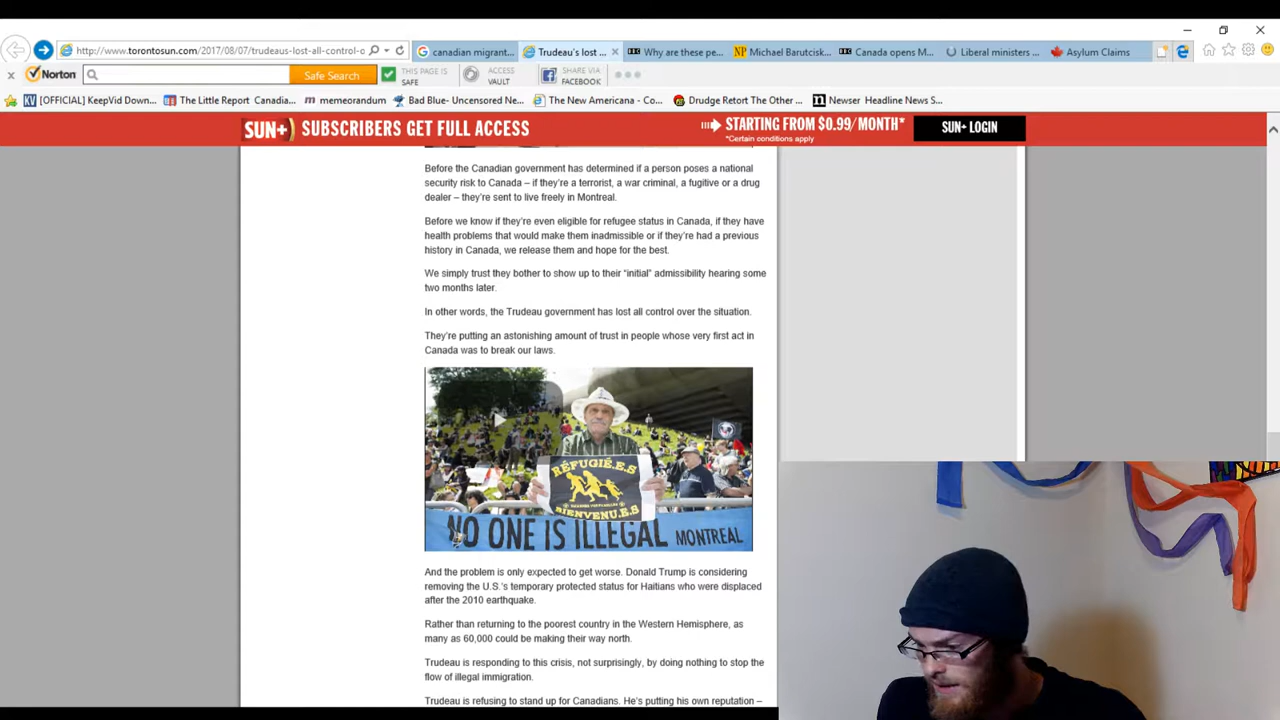 http://www.torontosun.com/2017/08/07/trudeaus-lost-all-control-o
canadian migrant...
Trudeau's lost ...
Why are these pe...
Michael Barutcisk...
Canada opens M...
Liberal ministers ...
Asylum Claims
Norton
Safe Search
THIS PAGE IS
SAFE
ACCESS
VAULT
SHARE VIA
FACEBOOK
[OFFICIAL] KeepVid Down...
The Little Report Canadia...
memeorandum
Bad Blue- Uncensored Ne...
The New Americana - Co...
Drudge Retort The Other ...
Newser Headline News S...
SUN+) SUBSCRIBERS GET FULL ACCESS
STARTING FROM $0.99/MONTH*
*Certain conditions apply
SUN+ LOGIN
Before the Canadian government has determined if a person poses a national
security risk to Canada – if they're a terrorist, a war criminal, a fugitive or a drug
dealer – they're sent to live freely in Montreal.
Before we know if they're even eligible for refugee status in Canada, if they have
health problems that would make them inadmissible or if they're had a previous
history in Canada, we release them and hope for the best.
We simply trust they bother to show up to their “initial” admissibility hearing some
two months later.
In other words, the Trudeau government has lost all control over the situation.
They're putting an astonishing amount of trust in people whose very first act in
Canada was to break our laws.
RÉFUGIÉ.E.S
BIENVENU.E.S
NO ONE IS ILLEGAL MONTREAL
And the problem is only expected to get worse. Donald Trump is considering
removing the U.S.'s temporary protected status for Haitians who were displaced
after the 2010 earthquake.
Rather than returning to the poorest country in the Western Hemisphere, as
many as 60,000 could be making their way north.
Trudeau is responding to this crisis, not surprisingly, by doing nothing to stop the
flow of illegal immigration.
Trudeau is refusing to stand up for Canadians. He's putting his own reputation –